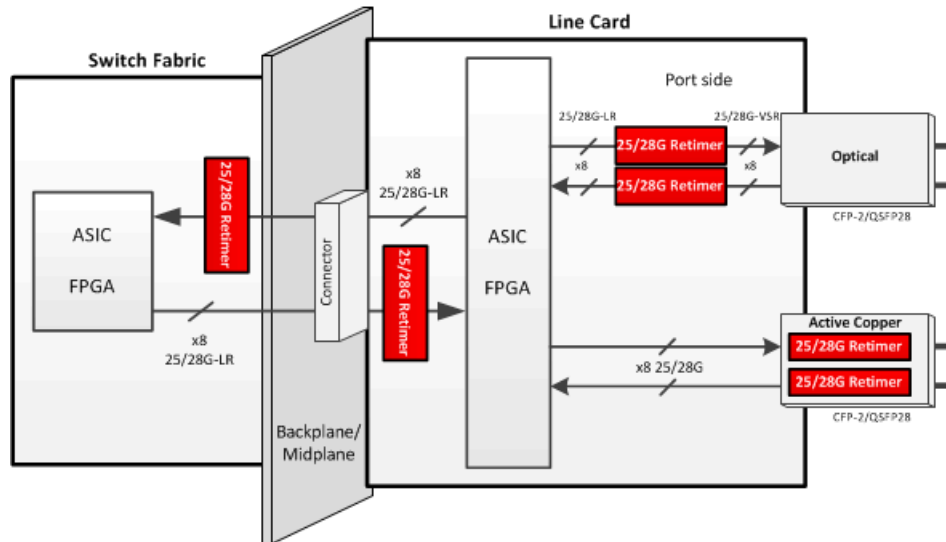 Line Card
Switch Fabric
Port side
25/28G-LR
25/28G-VSR
25/28G Retimer
x8
25/28G Retimer
x8
Optical
CFP-2/QSFP28
25/28G Retimer
x8
25/28G-LR
ASIC
FPGA
Connector
25/28G Retimer
ASIC
FPGA
x8
25/28G-LR
Active Copper
25/28G Retimer
25/28G Retimer
x8 25/28G
CFP-2/QSFP28
Backplane/
Midplane